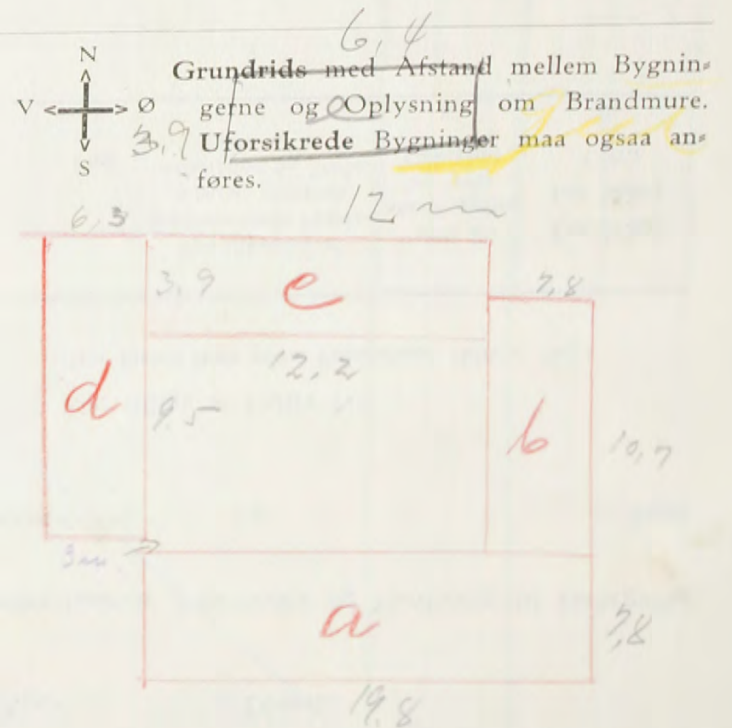 6,4
N
V Ø
S
Grundrids med Afstand mellem Bygnin=
gerne og Oplysning om Brandmure.
3,9 Uforsikrede Bygninger maa ogsaa an=
føres.
12 m
6,3
3,9 e 7,8
12,2
d 9,5 b 10,7
3 m.
a 7,8
19,8